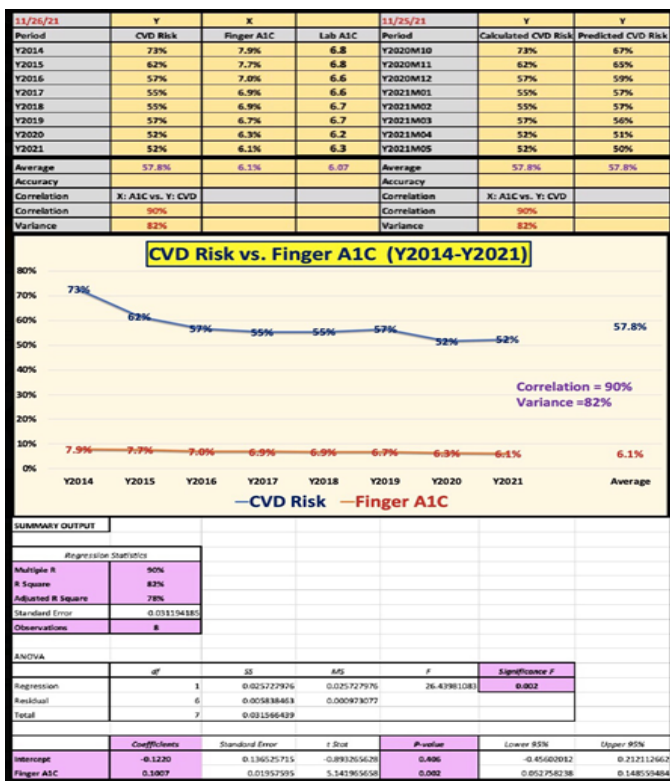 11/26/21 Y X 11/25/21 Y Y
Period CVD Risk Finger A1C Lab A1C Period Calculated CVD Risk Predicted CVD Risk
Y2014 73% 7.9% 6.8 Y2020M10 73% 67%
Y2015 62% 7.7% 6.8 Y2020M11 62% 65%
Y2016 57% 7.0% 6.6 Y2020M12 57% 59%
Y2017 55% 6.9% 6.6 Y2021M01 55% 57%
Y2018 55% 6.9% 6.7 Y2021M02 55% 57%
Y2019 57% 6.7% 6.7 Y2021M03 57% 56%
Y2020 52% 6.3% 6.2 Y2021M04 52% 51%
Y2021 52% 6.1% 6.3 Y2021M05 52% 50%
Average 57.8% 6.1% 6.07 Average 57.8% 57.8%
Accuracy Accuracy
Correlation X: A1C vs. Y: CVD Correlation X: A1C vs. Y: CVD
Correlation 90% Correlation 90%
Variance 82% Variance 82%
CVD Risk vs. Finger A1C (Y2014-Y2021)
80%
70%
60%
50%
40%
30%
20%
10%
0%
73% 62% 57% 55% 55% 57% 52% 52% 57.8%
Correlation = 90%
Variance =82%
7.9% 7.7% 7.0% 6.9% 6.9% 6.7% 6.3% 6.1% 6.1%
Y2014 Y2015 Y2016 Y2017 Y2018 Y2019 Y2020 Y2021 Average
CVD Risk Finger A1C
SUMMARY OUTPUT
Regression Statistics
Multiple R 90%
R Square 82%
Adjusted R Square 78%
Standard Error 0.031194185
Observations 8
ANOVA
df SS MS F Significance F
Regression 1 0.025727976 0.025727976 26.43981083 0.002
Residual 6 0.005838463 0.000973077
Total 7 0.031566439
Coefficients Standard Error t Stat P-value Lower 95% Upper 95%
Intercept -0.1220 0.136525715 -0.893265628 0.406 -0.45602012
Finger A1C 0.1007 0.01957595 5.141965658 0.002 0.052758238